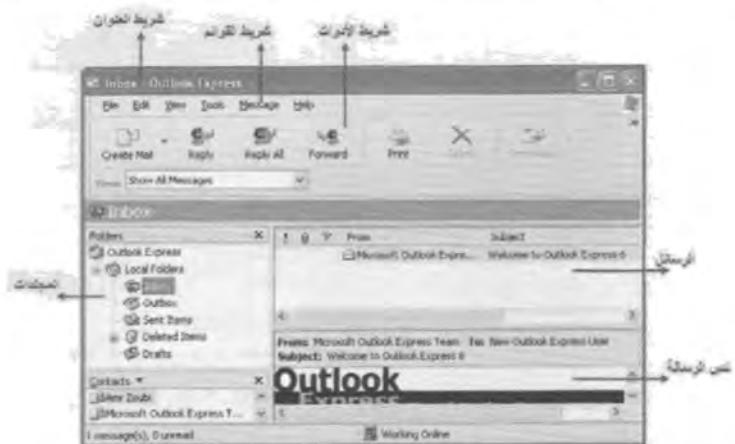 شريط العنوان
شريط القوائم
شريط الأدوات
Inbox - Outlook Express
File Edit View Tools Message Help
Create Mail Reply Reply All Forward Print
Show All Messages
Inbox
Folders
! From Subject
Outlook Express
Microsoft Outlook Expre... Welcome to Outlook Express 6
Local Folders
الرسائل
المجلدات
Outbox
Sent Items
Deleted Items
Drafts
From: Microsoft Outlook Express Team To: New Outlook Express User
Subject: Welcome to Outlook Express 6
نص الرسالة
Contacts
Outlook
Express
Microsoft Outlook Express T...
1 message(s), 0 unread
Working Online